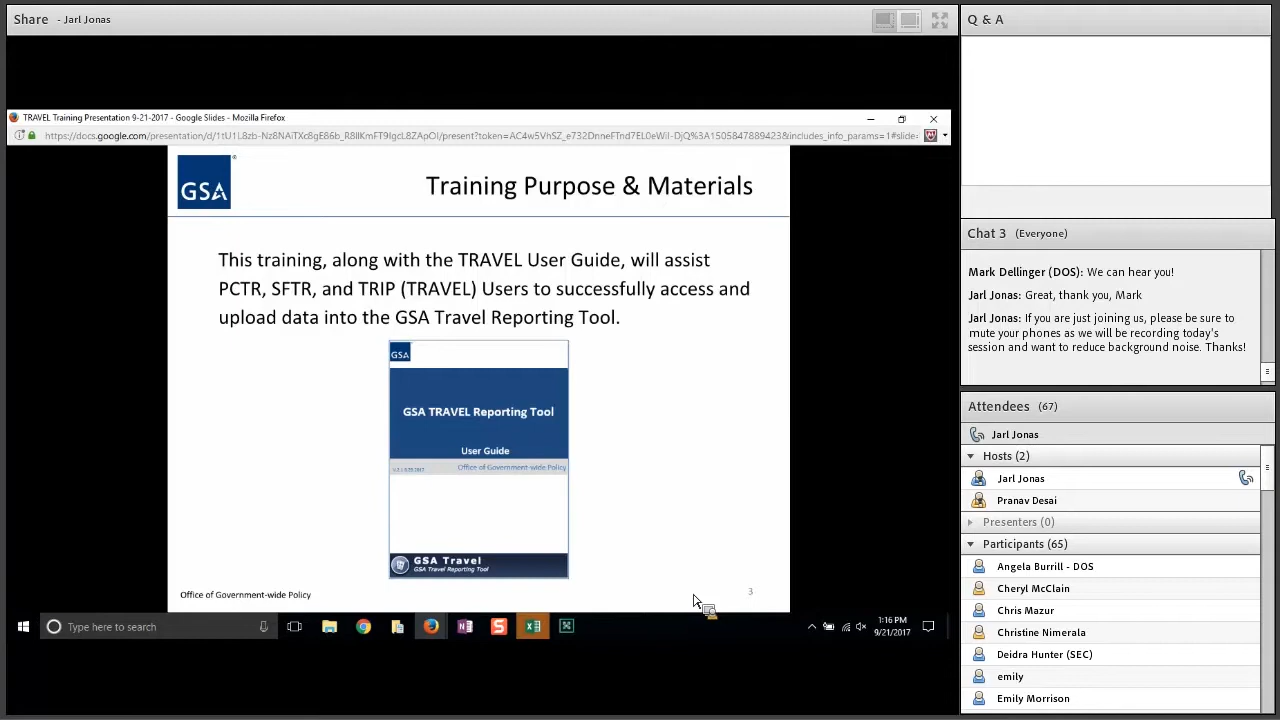 Share - Jarl Jonas
TRAVEL Training Presentation 9-21-2017 - Google Slides - Mozilla Firefox
GSA
Training Purpose & Materials
This training, along with the TRAVEL User Guide, will assist
PCTR, SFTR, and TRIP (TRAVEL) Users to successfully access and
upload data into the GSA Travel Reporting Tool.
GSA
GSA TRAVEL Reporting Tool
User Guide
Office of Government-wide Policy
GSA Travel
GSA Travel Reporting Tool
Office of Government-wide Policy
3
Type here to search
1:16 PM
9/21/2017
Q & A
Chat 3 (Everyone)
Mark Dellinger (DOS): We can hear you!
Jarl Jonas: Great, thank you, Mark
Jarl Jonas: If you are just joining us, please be sure to
mute your phones as we will be recording today's
session and want to reduce background noise. Thanks!
Attendees (67)
Jarl Jonas
Hosts (2)
Jarl Jonas
Pranav Desai
Presenters (0)
Participants (65)
Angela Burrill - DOS
Cheryl McClain
Chris Mazur
Christine Nimerala
Deidra Hunter (SEC)
emily
Emily Morrison